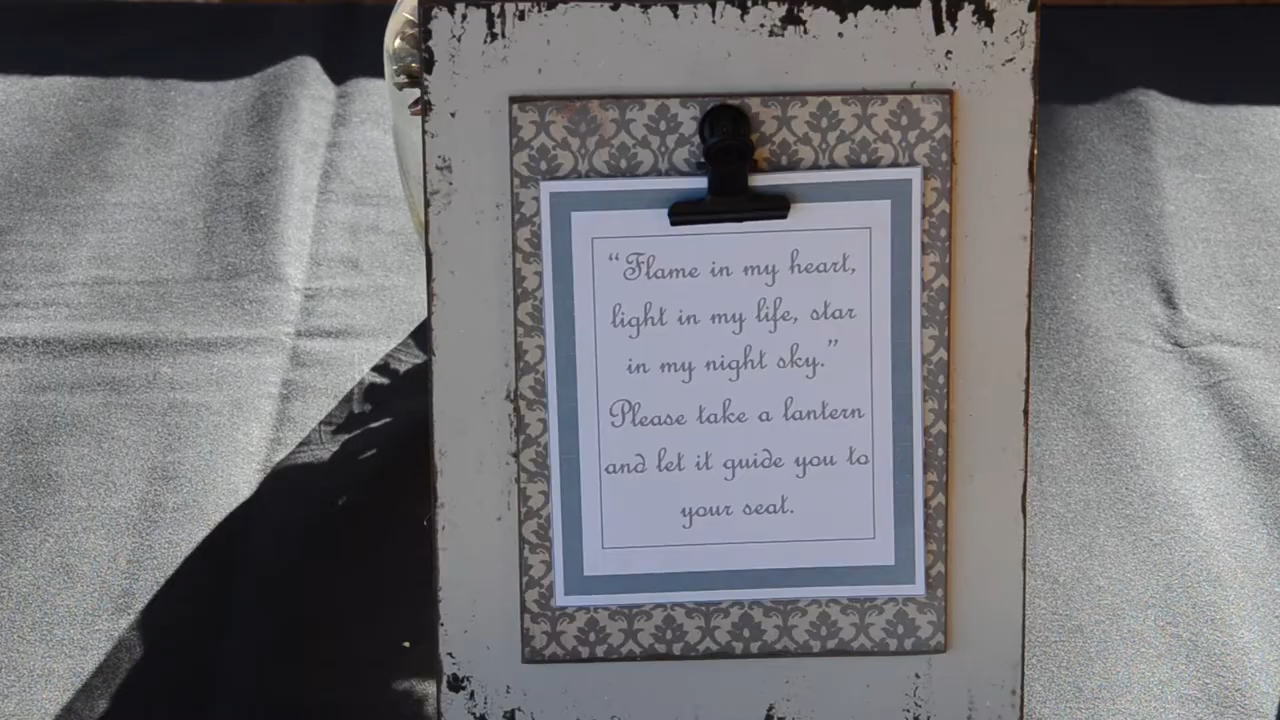 “Flame in my heart,
light in my life, star
in my night sky.”
Please take a lantern
and let it guide you to
your seat.